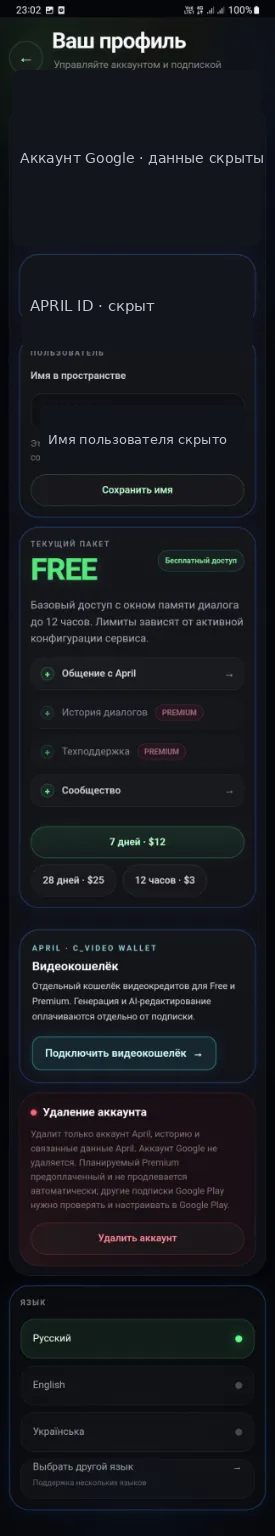 23:02 100%
Ваш профиль
←
Управляйте аккаунтом и подпиской
Аккаунт Google · данные скрыты
APRIL ID · скрыт
ПОЛЬЗОВАТЕЛЬ
Имя в пространстве
Эт
со
Имя пользователя скрыто
Сохранить имя
ТЕКУЩИЙ ПАКЕТ
FREE
Бесплатный доступ
Базовый доступ с окном памяти диалога
до 12 часов. Лимиты зависят от активной
конфигурации сервиса.
+ Общение с April →
+ История диалогов PREMIUM
+ Техподдержка PREMIUM
+ Сообщество →
7 дней · $12
28 дней · $25 12 часов · $3
APRIL · C_VIDEO WALLET
Видеокошелёк
Отдельный кошелёк видеокредитов для Free и
Premium. Генерация и AI-редактирование
оплачиваются отдельно от подписки.
Подключить видеокошелёк →
Удаление аккаунта
Удалит только аккаунт April, историю и
связанные данные April. Аккаунт Google не
удаляется. Планируемый Premium
предоплаченный и не продлевается
автоматически; другие подписки Google Play
нужно проверять и настраивать в Google Play.
Удалить аккаунт
ЯЗЫК
Русский
English
Українська
Выбрать другой язык →
Поддержка нескольких языков